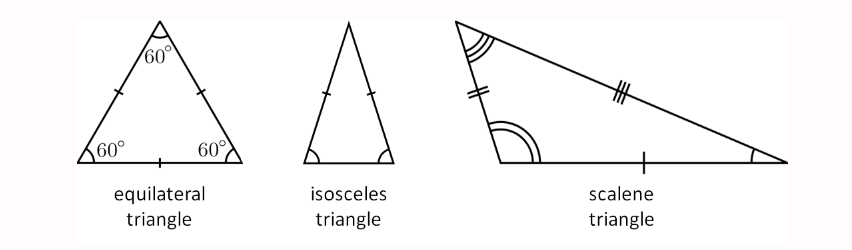 60°
60° 60°
equilateral
triangle
isosceles
triangle
scalene
triangle